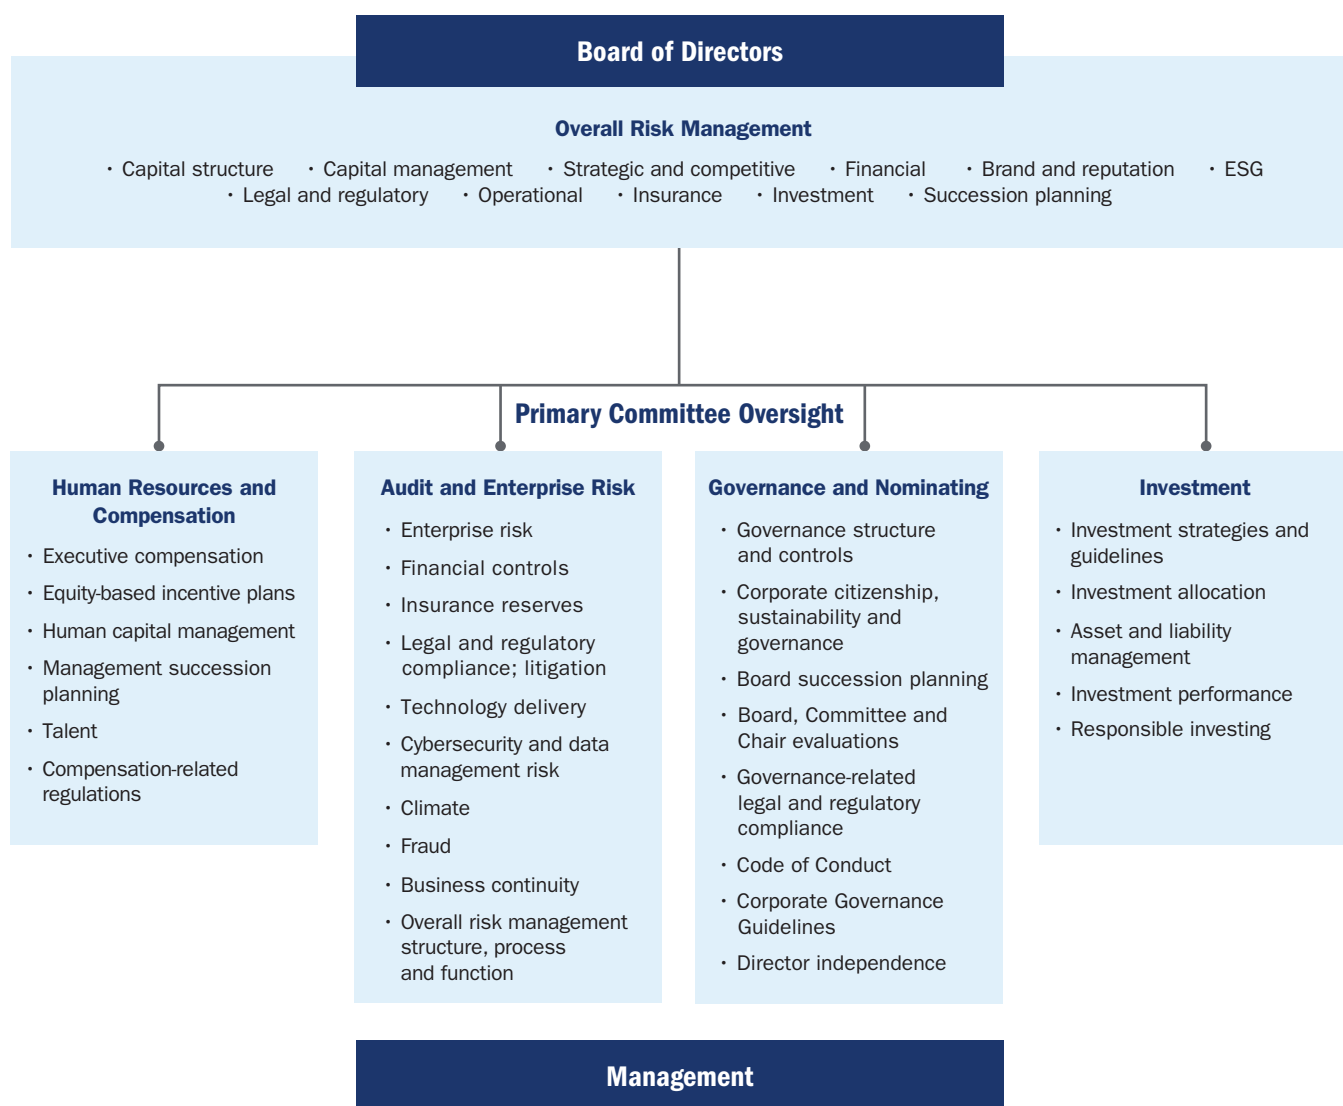 Board of Directors
Overall Risk Management
· Capital structure · Capital management · Strategic and competitive · Financial · Brand and reputation · ESG
· Legal and regulatory · Operational · Insurance · Investment · Succession planning
Primary Committee Oversight
Human Resources and
Compensation
· Executive compensation
· Equity-based incentive plans
· Human capital management
· Management succession
planning
· Talent
· Compensation-related
regulations
Audit and Enterprise Risk
· Enterprise risk
· Financial controls
· Insurance reserves
· Legal and regulatory
compliance; litigation
· Technology delivery
· Cybersecurity and data
management risk
· Climate
· Fraud
· Business continuity
· Overall risk management
structure, process
and function
Governance and Nominating
· Governance structure
and controls
· Corporate citizenship,
sustainability and
governance
· Board succession planning
· Board, Committee and
Chair evaluations
· Governance-related
legal and regulatory
compliance
· Code of Conduct
· Corporate Governance
Guidelines
· Director independence
Investment
· Investment strategies and
guidelines
· Investment allocation
· Asset and liability
management
· Investment performance
· Responsible investing
Management